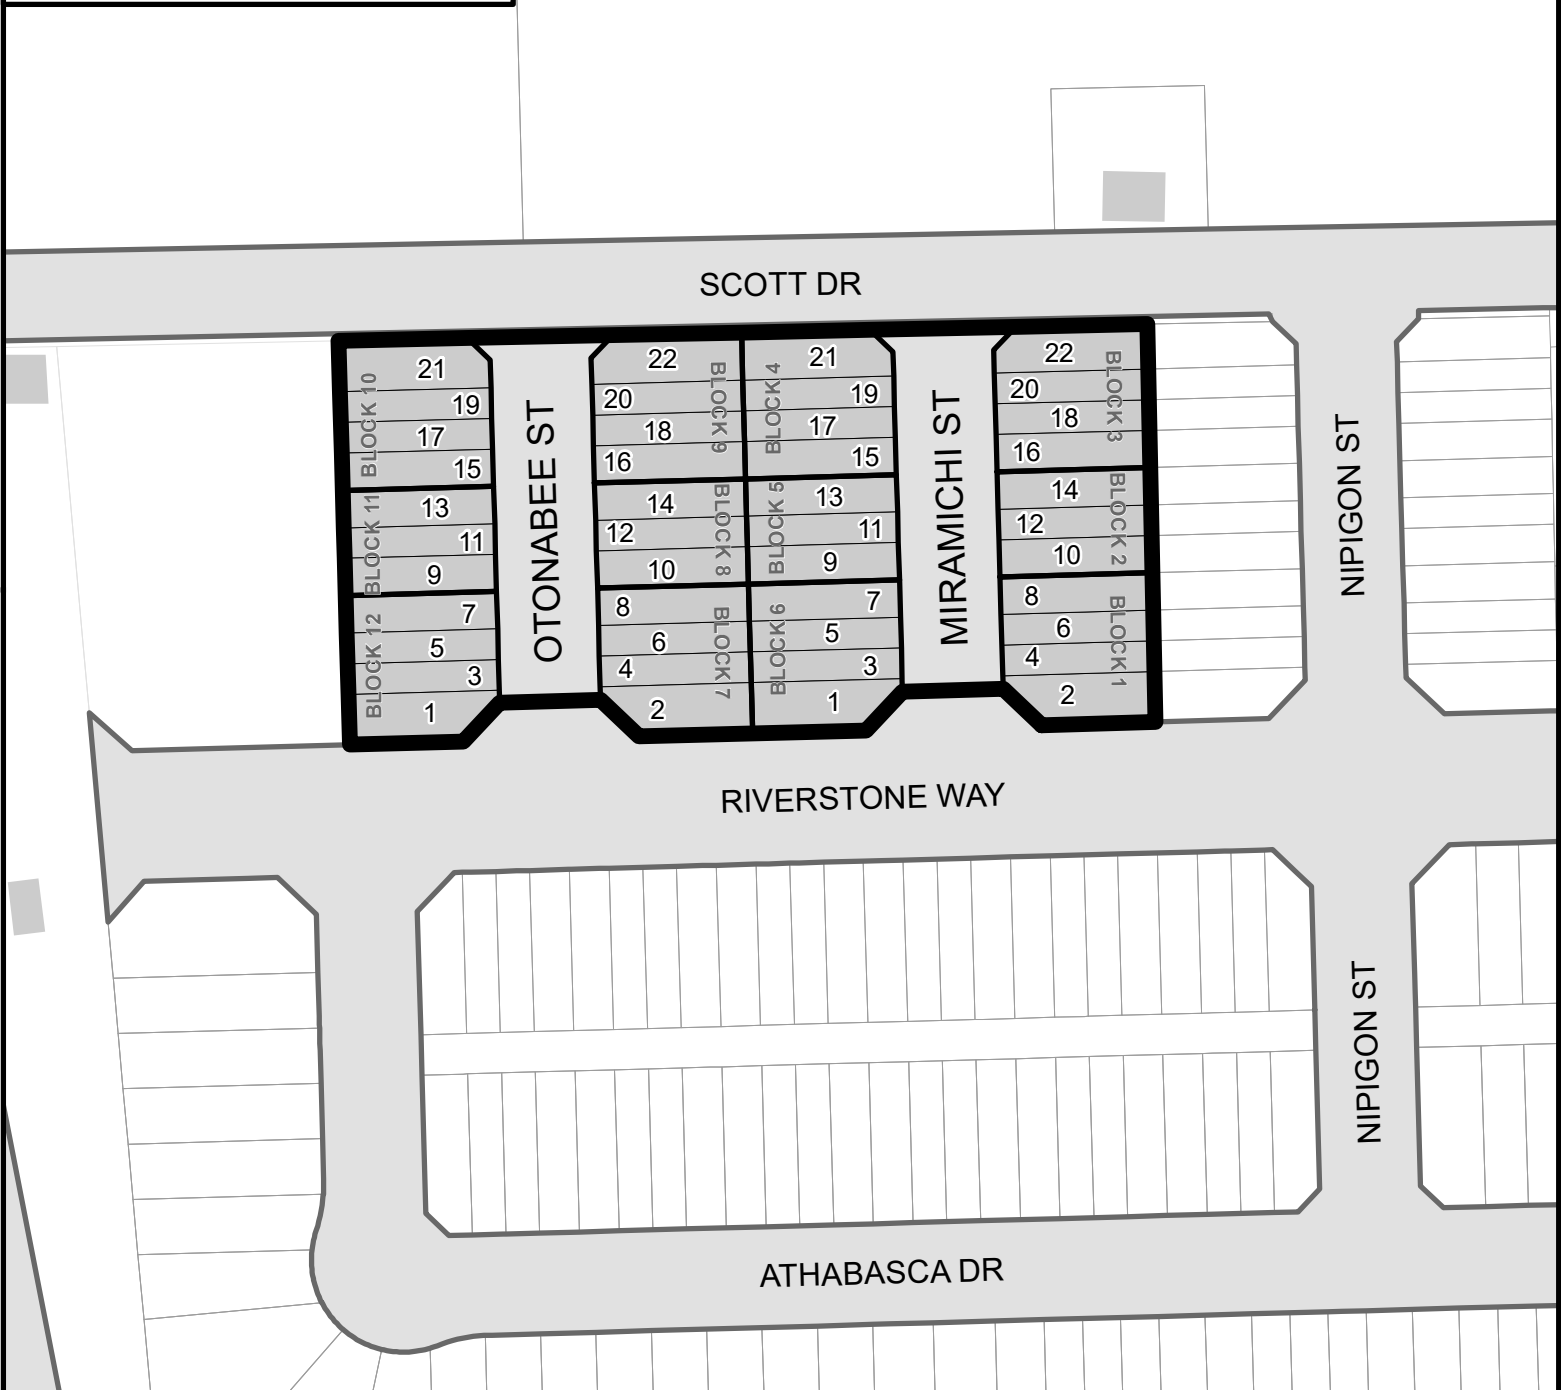 SCOTT DR
BLOCK 10
21
19
17
15
BLOCK 11
13
11
9
BLOCK 12
7
5
3
1
OTONABEE ST
22
20
18
16
BLOCK 9
14
12
10
BLOCK 8
8
6
4
2
BLOCK 7
BLOCK 4
21
19
17
15
BLOCK 5
13
11
9
BLOCK 6
7
5
3
1
MIRAMICHI ST
22
20
18
16
BLOCK 3
14
12
10
BLOCK 2
8
6
4
2
BLOCK 1
NIPIGON ST
RIVERSTONE WAY
NIPIGON ST
ATHABASCA DR